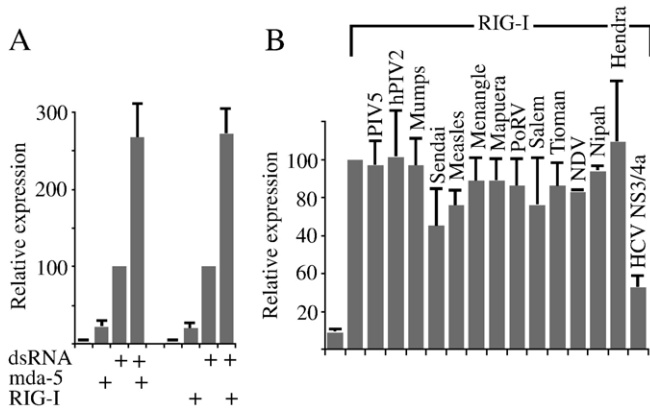 A
Relative expression
300
200
100
dsRNA + + + +
mda-5 + +
RIG-I + +
B
RIG-I
Relative expression
100
80
40
60
20
PIV5
hPIV2
Mumps
Sendai
Measles
Menangle
Mapuera
PoRV
Salem
Tioman
NDV
Nipah
Hendra
HCV NS3/4a